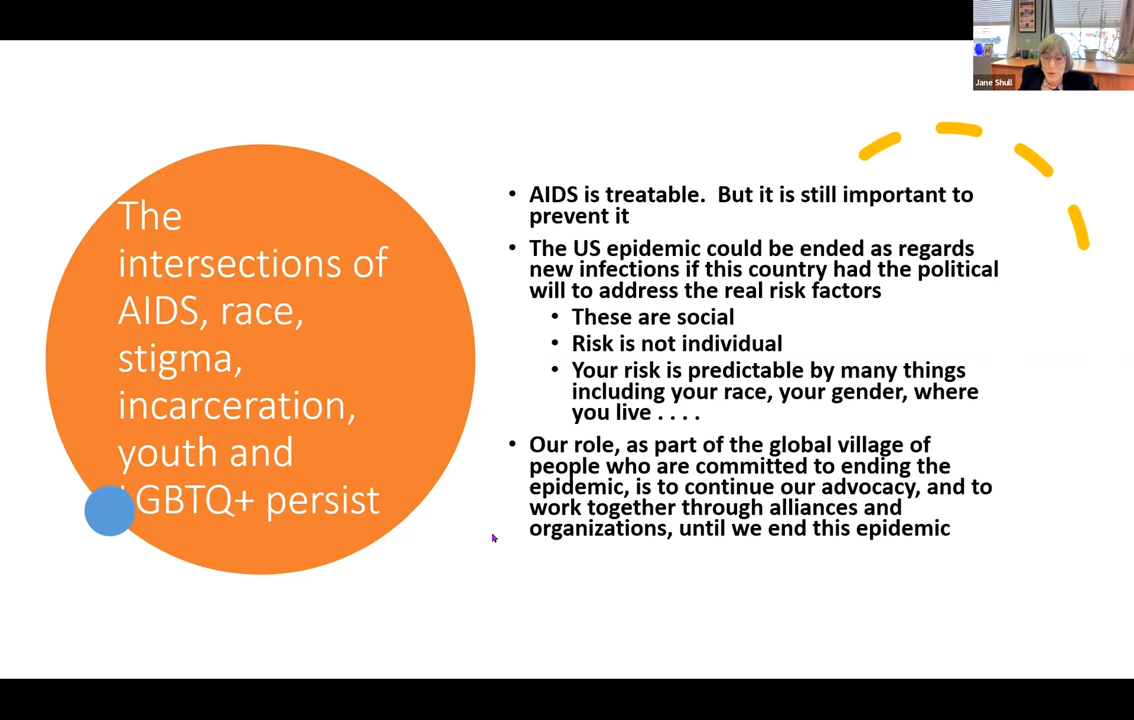 Jane Shull
The
intersections of
AIDS, race,
stigma,
incarceration,
youth and
LGBTQ+ persist
• AIDS is treatable.  But it is still important to
prevent it
• The US epidemic could be ended as regards
new infections if this country had the political
will to address the real risk factors
• These are social
• Risk is not individual
• Your risk is predictable by many things
including your race, your gender, where
you live . . . .
• Our role, as part of the global village of
people who are committed to ending the
epidemic, is to continue our advocacy, and to
work together through alliances and
organizations, until we end this epidemic